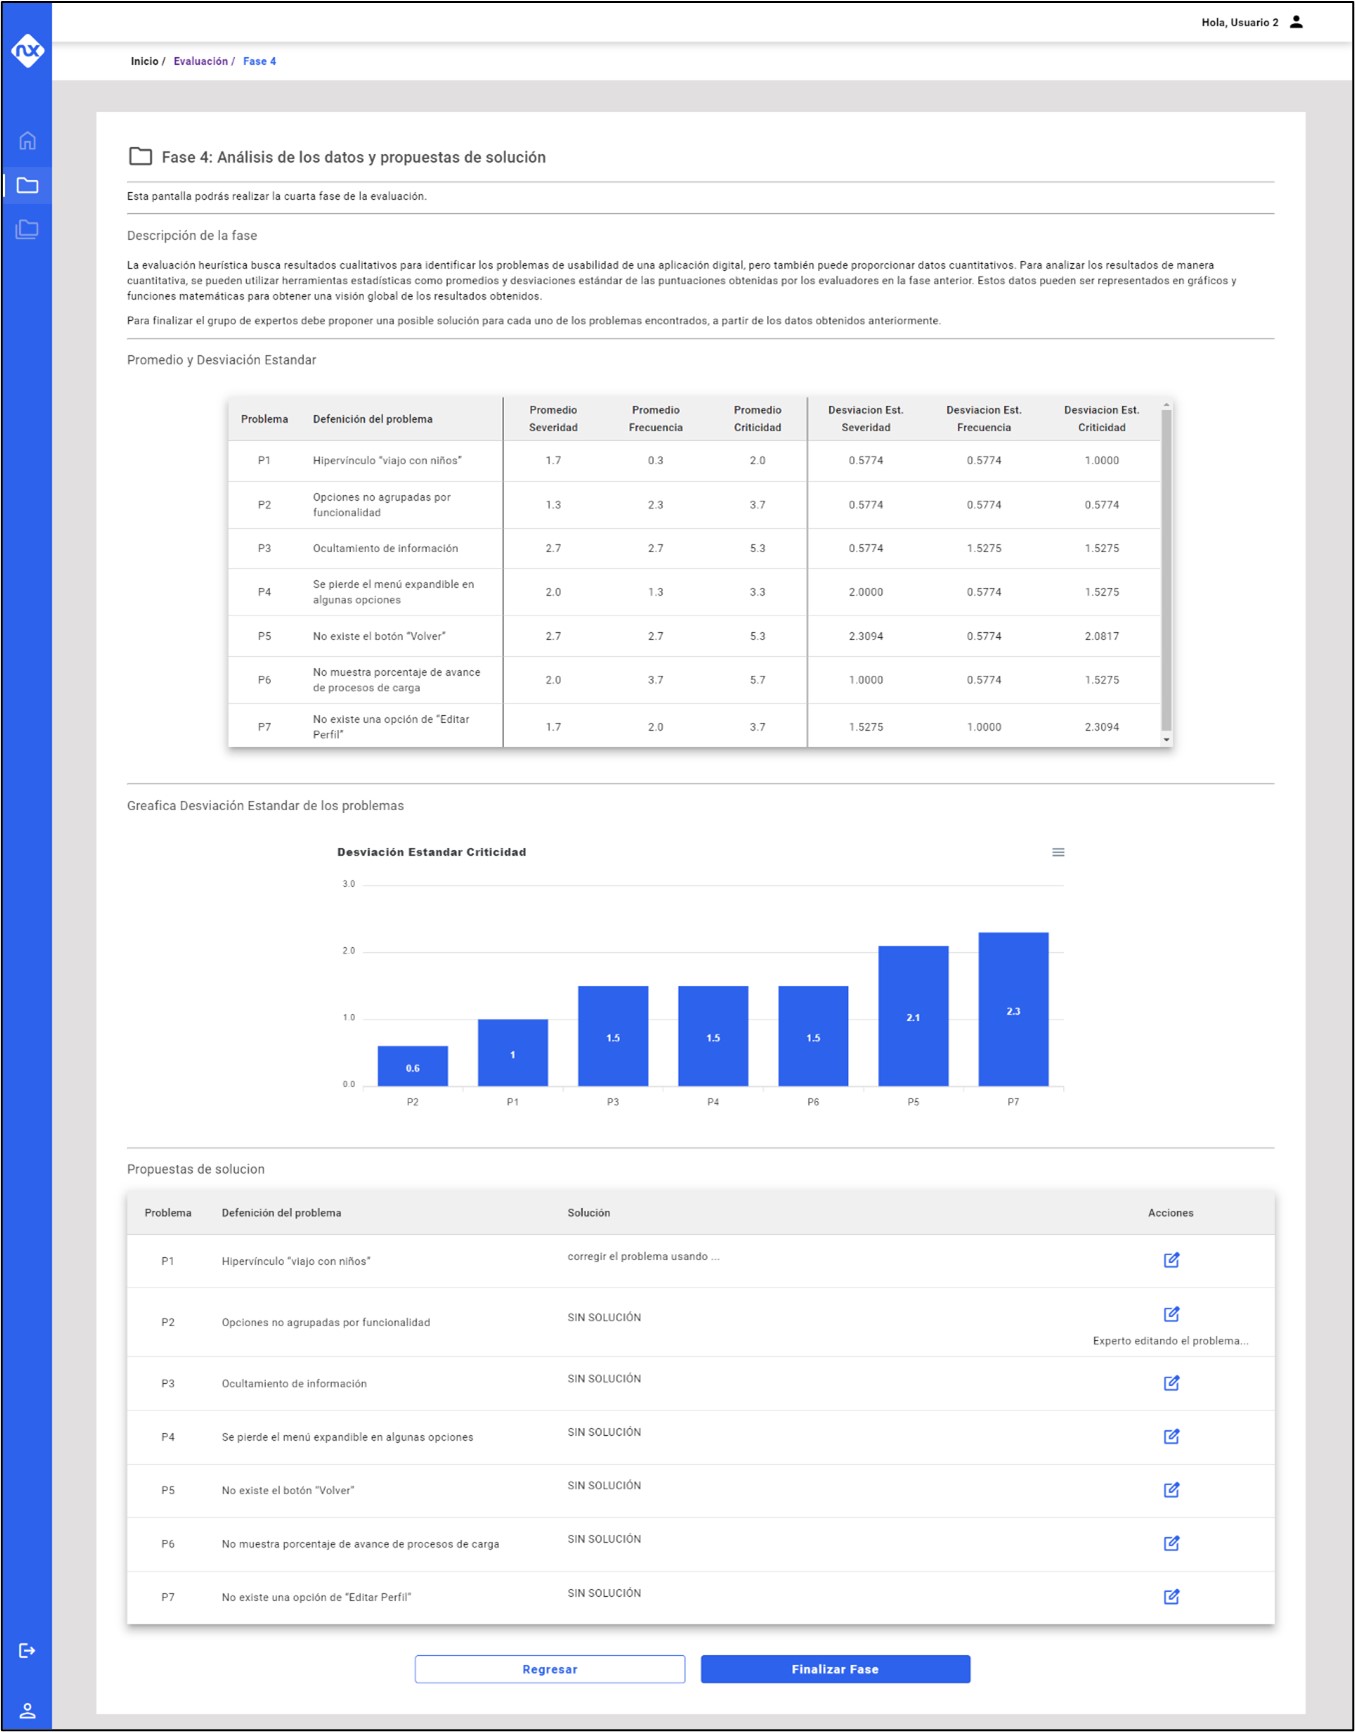 Hola, Usuario 2
nx
Inicio / Evaluación / Fase 4
Fase 4: Análisis de los datos y propuestas de solución
Esta pantalla podrás realizar la cuarta fase de la evaluación.
Descripción de la fase
La evaluación heurística busca resultados cualitativos para identificar los problemas de usabilidad de una aplicación digital, pero también puede proporcionar datos cuantitativos. Para analizar los resultados de manera
cuantitativa, se pueden utilizar herramientas estadísticas como promedios y desviaciones estándar de las puntuaciones obtenidas por los evaluadores en la fase anterior. Estos datos pueden ser representados en gráficos y
funciones matemáticas para obtener una visión global de los resultados obtenidos.
Para finalizar el grupo de expertos debe proponer una posible solución para cada uno de los problemas encontrados, a partir de los datos obtenidos anteriormente.
Promedio y Desviación Estandar
Problema Defenición del problema Promedio Severidad Promedio Frecuencia Promedio Criticidad Desviacion Est. Severidad Desviacion Est. Frecuencia Desviacion Est. Criticidad
P1 Hipervínculo “viajo con niños” 1.7 0.3 2.0 0.5774 0.5774 1.0000
P2 Opciones no agrupadas por funcionalidad 1.3 2.3 3.7 0.5774 0.5774 0.5774
P3 Ocultamiento de información 2.7 2.7 5.3 0.5774 1.5275 1.5275
P4 Se pierde el menú expandible en algunas opciones 2.0 1.3 3.3 2.0000 0.5774 1.5275
P5 No existe el botón “Volver” 2.7 2.7 5.3 2.3094 0.5774 2.0817
P6 No muestra porcentaje de avance de procesos de carga 2.0 3.7 5.7 1.0000 0.5774 1.5275
P7 No existe una opción de “Editar Perfil” 1.7 2.0 3.7 1.5275 1.0000 2.3094
Greafica Desviación Estandar de los problemas
Desviación Estandar Criticidad
3.0
2.0
1.0
0.0
0.6 1 1.5 1.5 1.5 2.1 2.3
P2 P1 P3 P4 P6 P5 P7
Propuestas de solucion
Problema Defenición del problema Solución Acciones
P1 Hipervínculo “viajo con niños” corregir el problema usando ...
P2 Opciones no agrupadas por funcionalidad SIN SOLUCIÓN
Experto editando el problema...
P3 Ocultamiento de información SIN SOLUCIÓN
P4 Se pierde el menú expandible en algunas opciones SIN SOLUCIÓN
P5 No existe el botón “Volver” SIN SOLUCIÓN
P6 No muestra porcentaje de avance de procesos de carga SIN SOLUCIÓN
P7 No existe una opción de “Editar Perfil” SIN SOLUCIÓN
Regresar Finalizar Fase